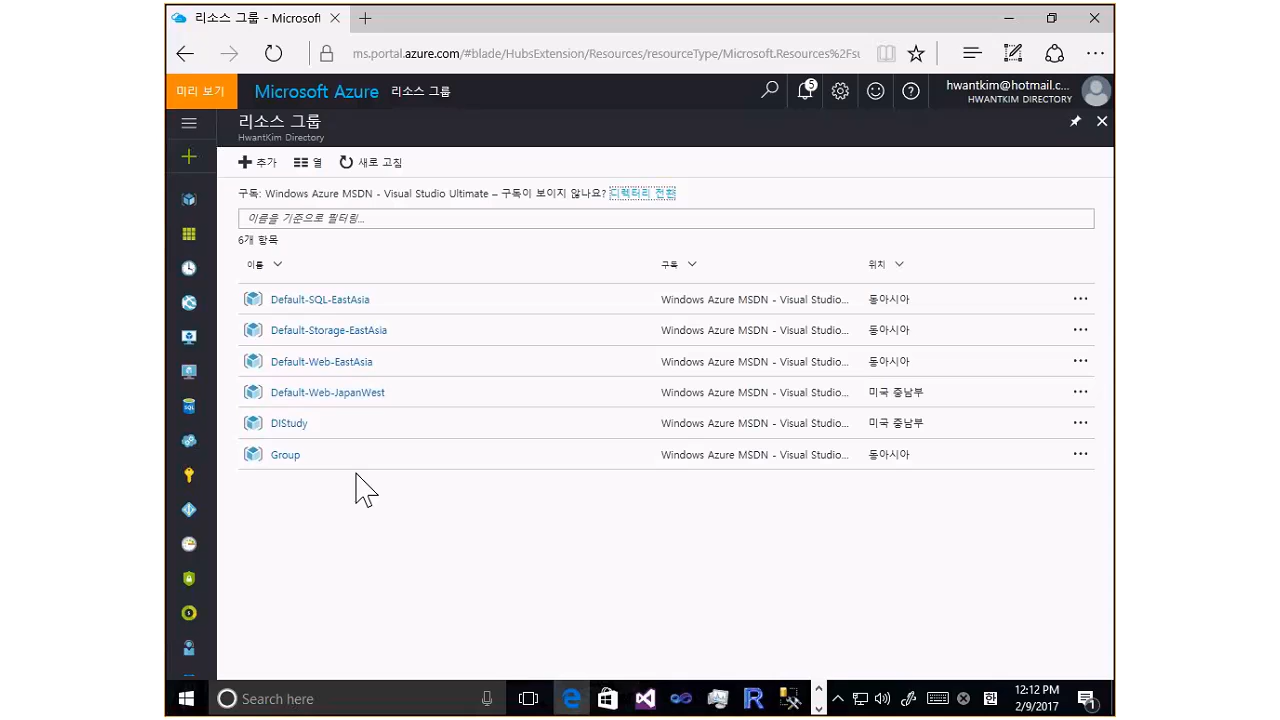 리소스 그룹 - Microsoft
ms.portal.azure.com/#blade/HubsExtension/Resources/resourceType/Microsoft.Resources%2Fsu
미리 보기
Microsoft Azure
리소스 그룹
5
hwantkim@hotmail.c...
HWANTKIM DIRECTORY
리소스 그룹
HwantKim Directory
추가
열
새로 고침
구독: Windows Azure MSDN - Visual Studio Ultimate – 구독이 보이지 않나요? 디렉터리 전환
이름을 기준으로 필터링...
6개 항목
이름 구독 위치
Default-SQL-EastAsia Windows Azure MSDN - Visual Studio... 동아시아 ...
Default-Storage-EastAsia Windows Azure MSDN - Visual Studio... 동아시아 ...
Default-Web-EastAsia Windows Azure MSDN - Visual Studio... 동아시아 ...
Default-Web-JapanWest Windows Azure MSDN - Visual Studio... 미국 중남부 ...
DIStudy Windows Azure MSDN - Visual Studio... 미국 중남부 ...
Group Windows Azure MSDN - Visual Studio... 동아시아 ...
SQL
Search here
R
한
12:12 PM
2/9/2017
1